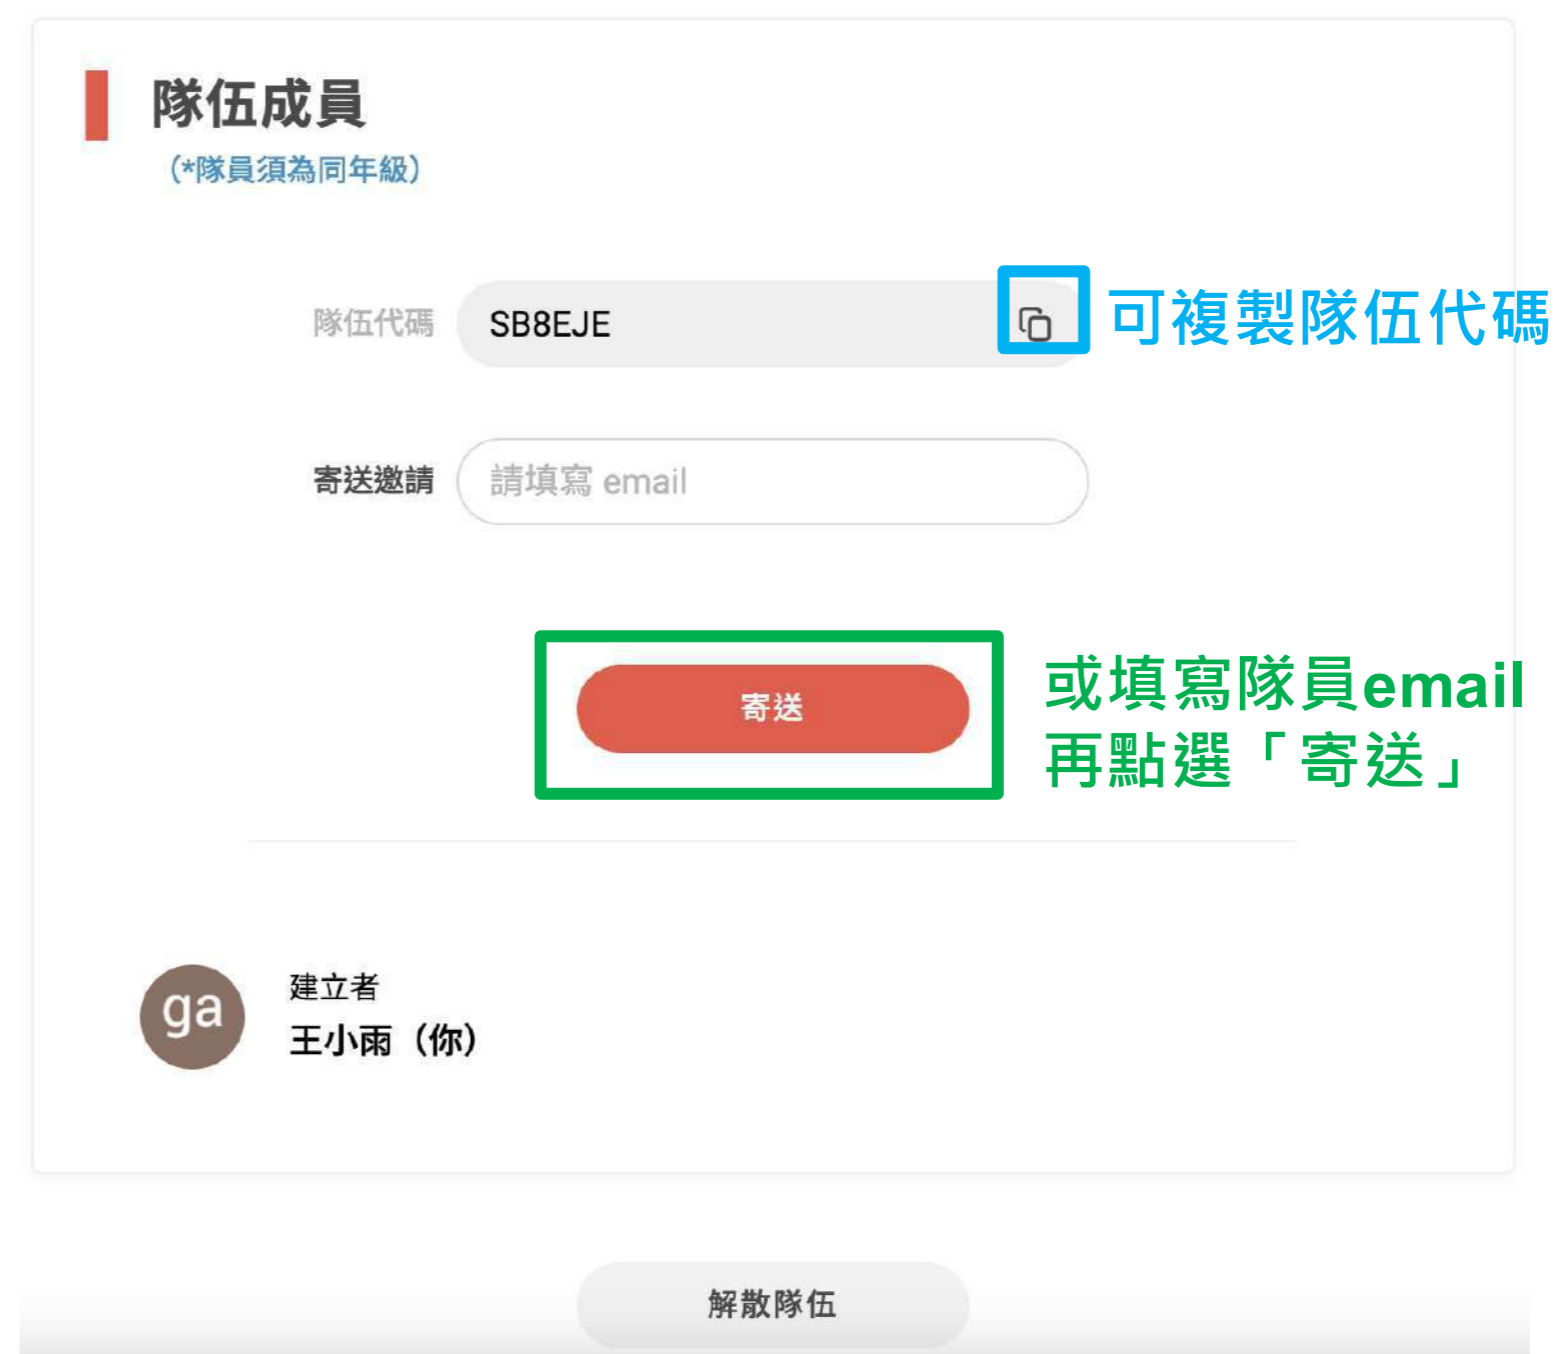 隊伍成員
（*隊員須為同年級）
隊伍代碼 SB8EJE 可複製隊伍代碼
寄送邀請 請填寫 email
寄送
或填寫隊員email
再點選「寄送」
ga
建立者
王小雨（你）
解散隊伍